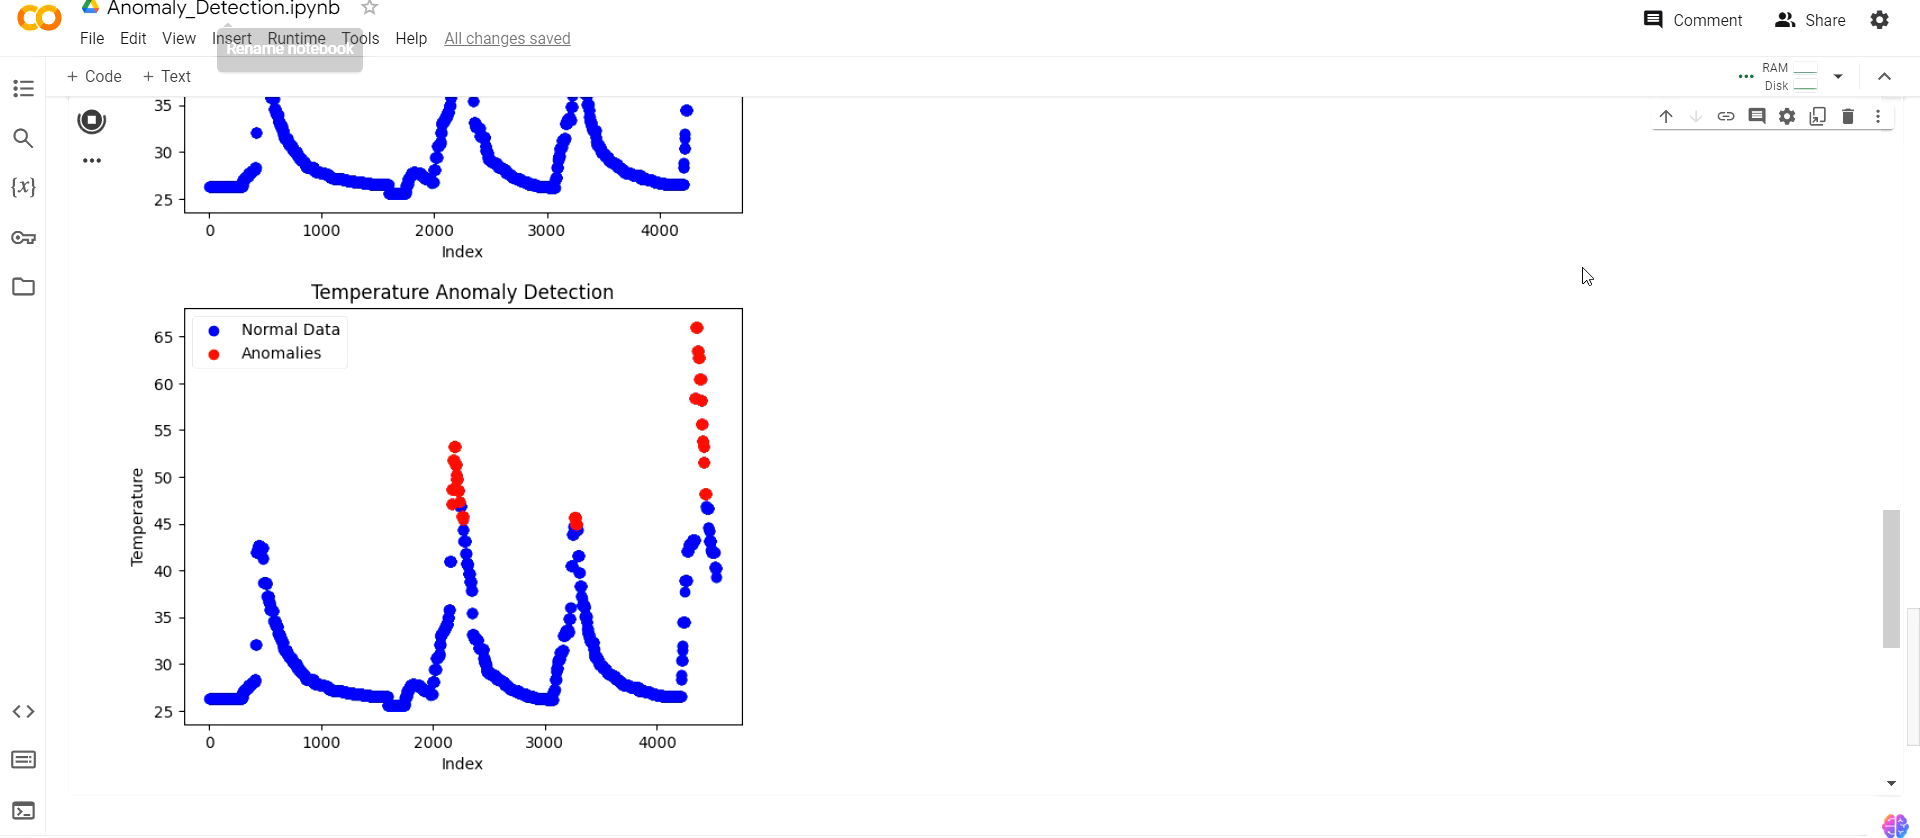 Anomaly_Detection.ipynb
File Edit View Insert Runtime Tools Help All changes saved
Rename notebook
Comment Share
+ Code + Text
RAM
Disk
{x}
35
30
25
0 1000 2000 3000 4000
Index
Temperature Anomaly Detection
Normal Data
Anomalies
65
60
55
50
45
40
35
30
25
Temperature
0 1000 2000 3000 4000
Index